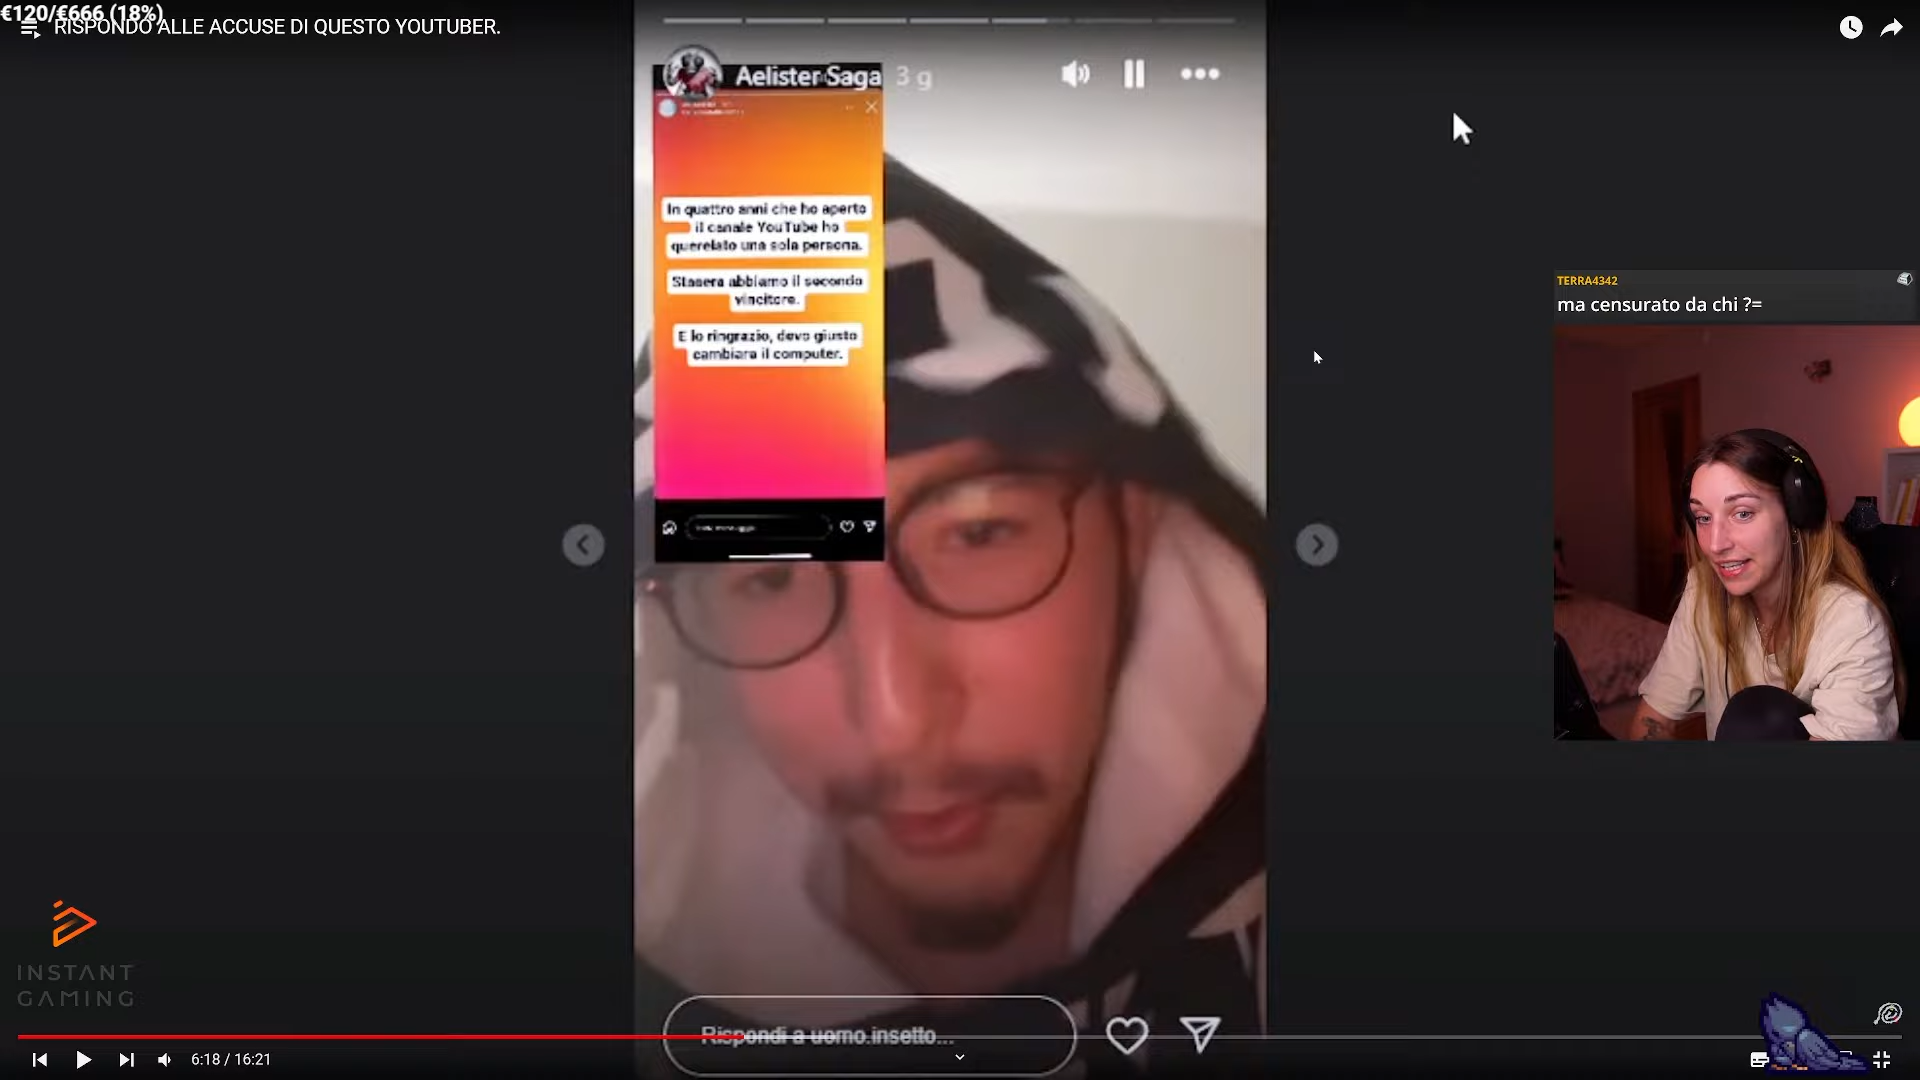 €120/€666 (18%)
RISPONDO ALLE ACCUSE DI QUESTO YOUTUBER.
Aelister Saga 3 g
In quattro anni che ho aperto
il canale YouTube ho
querelato una sola persona.
Stasera abbiamo il secondo
vincitore.
E lo ringrazio, devo giusto
cambiare il computer.
TERRA4342
ma censurato da chi ?=
INSTANT
GAMING
Rispondi a uomo.insetto...
6:18 / 16:21